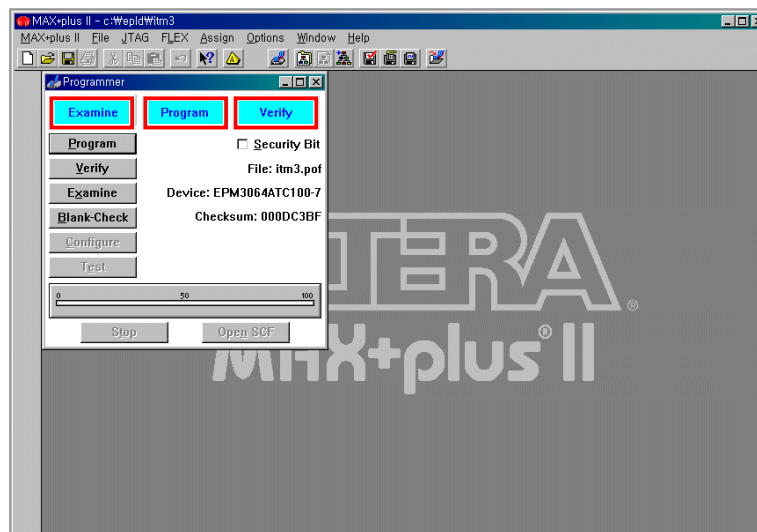 MAX+plus II - c:₩epld₩itm3
MAX+plus II File JTAG FLEX Assign Options Window Help
Programmer
Examine Program Verify
Program
Security Bit
Verify
File: itm3.pof
Examine
Device: EPM3064ATC100-7
Blank-Check
Checksum: 000DC3BF
Configure
Test
0 50 100
Stop Open SCF
TERA ®
MAX+plus® II